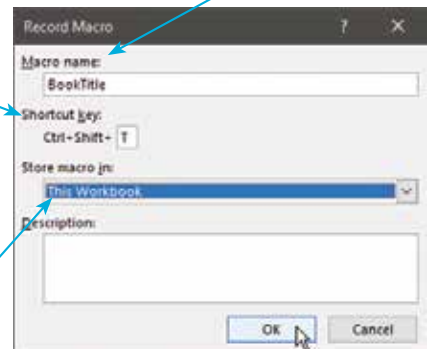 Record Macro ? ×
Macro name:
BookTitle
Shortcut key:
Ctrl+Shift+ T
Store macro in:
This Workbook
Description:
OK Cancel